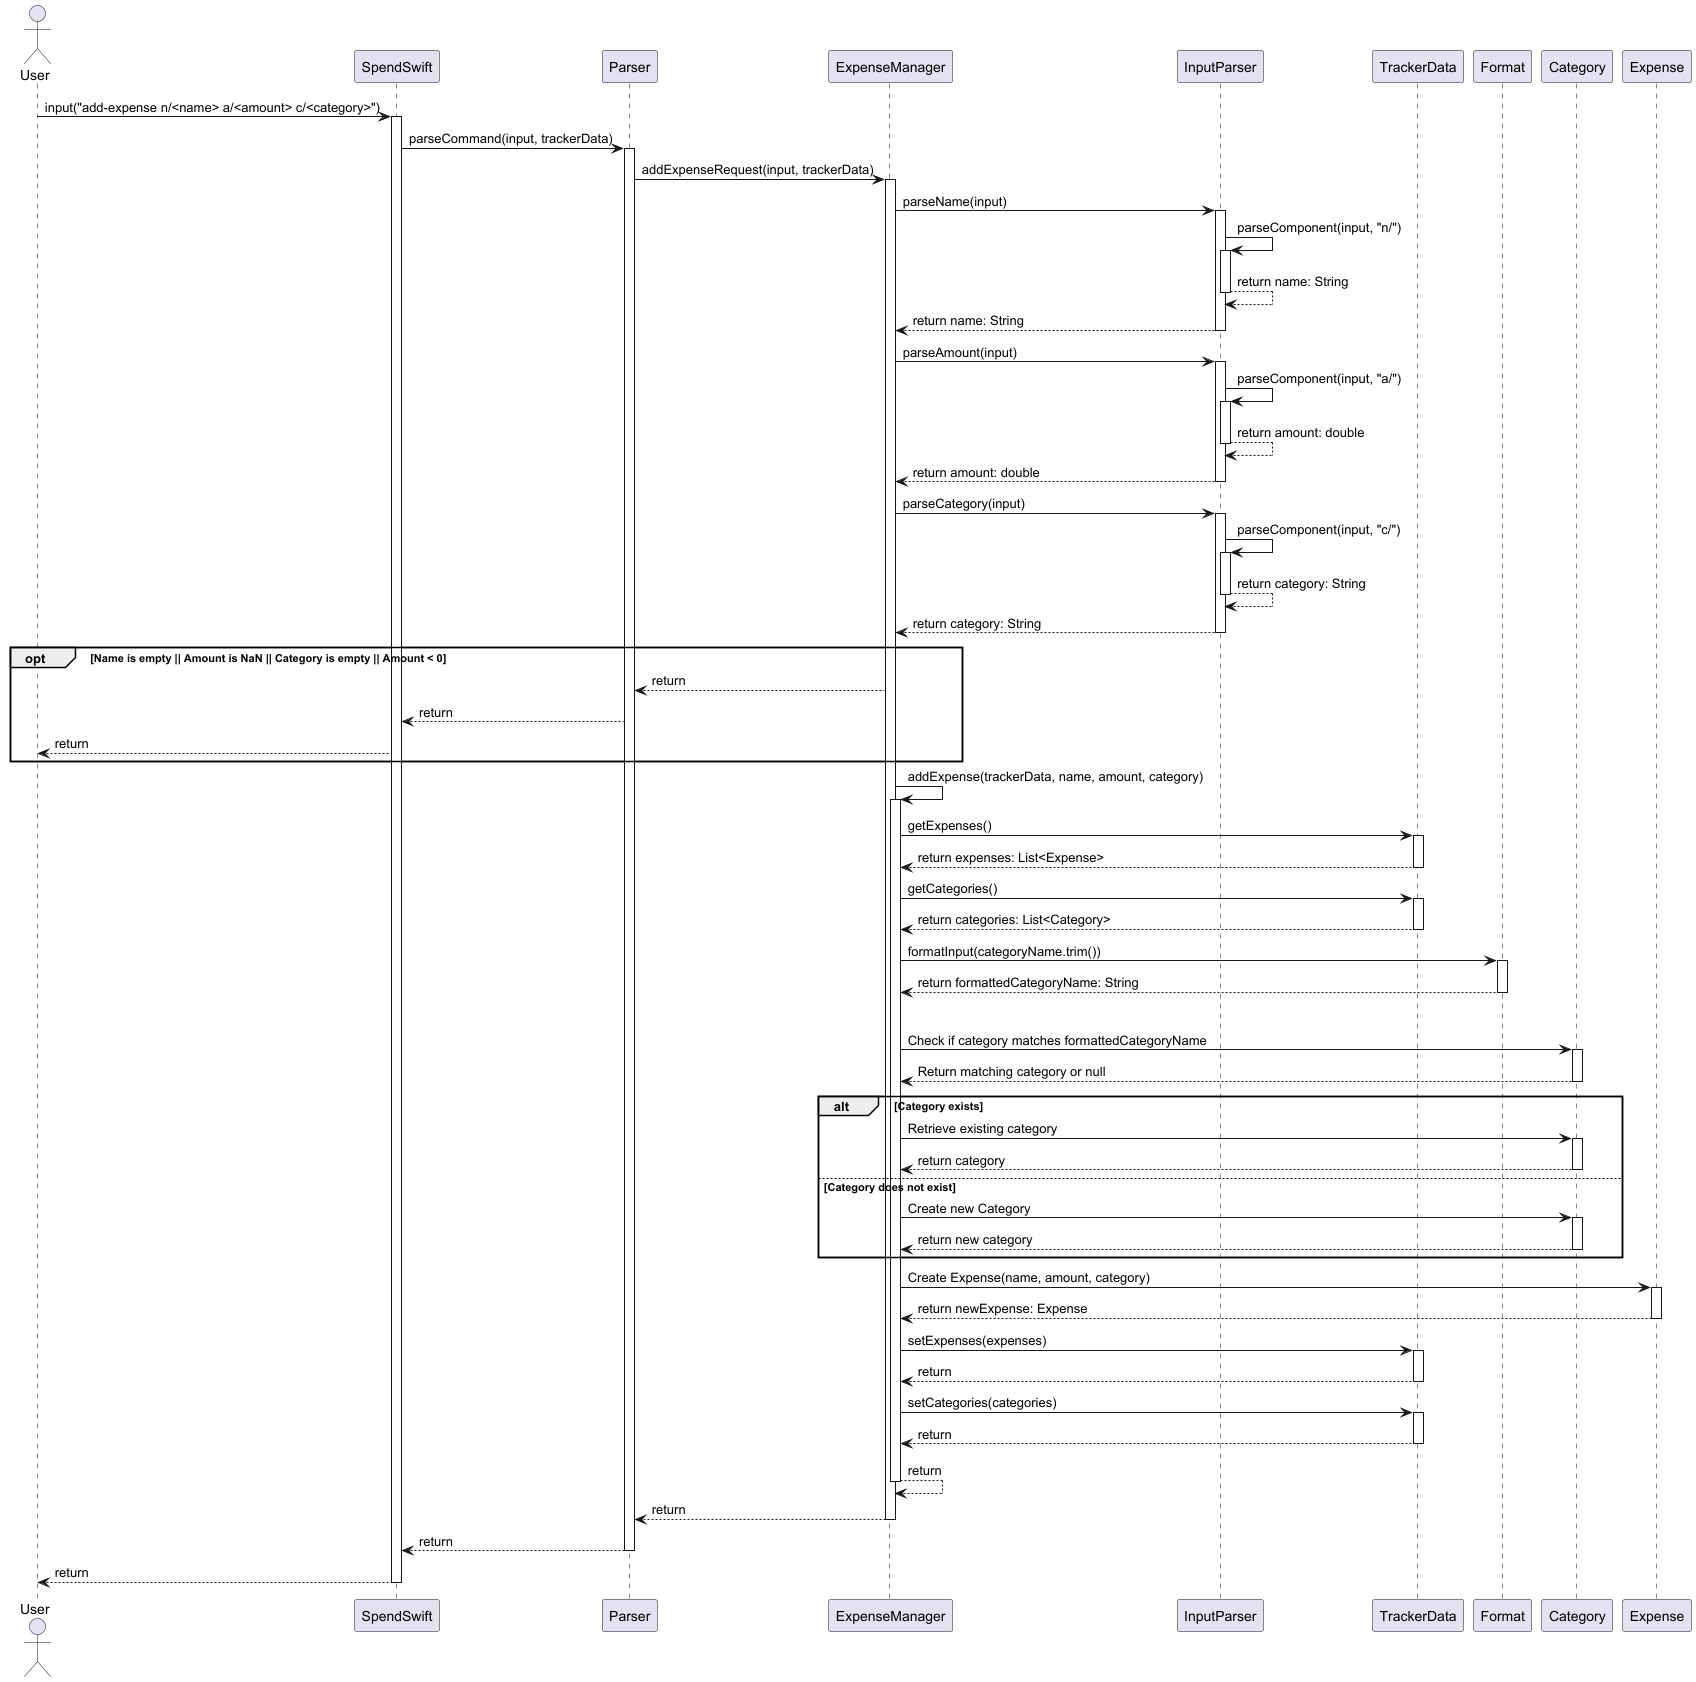 User
SpendSwift
Parser
ExpenseManager
InputParser
TrackerData
Format
Category
Expense
input("add-expense n/<name> a/<amount> c/<category>")
parseCommand(input, trackerData)
addExpenseRequest(input, trackerData)
parseName(input)
parseComponent(input, "n/")
return name: String
return name: String
parseAmount(input)
parseComponent(input, "a/")
return amount: double
return amount: double
parseCategory(input)
parseComponent(input, "c/")
return category: String
return category: String
opt
[Name is empty || Amount is NaN || Category is empty || Amount < 0]
return
return
return
addExpense(trackerData, name, amount, category)
getExpenses()
return expenses: List<Expense>
getCategories()
return categories: List<Category>
formatInput(categoryName.trim())
return formattedCategoryName: String
Check if category matches formattedCategoryName
Return matching category or null
alt
[Category exists]
Retrieve existing category
return category
[Category does not exist]
Create new Category
return new category
Create Expense(name, amount, category)
return newExpense: Expense
setExpenses(expenses)
return
setCategories(categories)
return
return
return
return
return
User
SpendSwift
Parser
ExpenseManager
InputParser
TrackerData
Format
Category
Expense